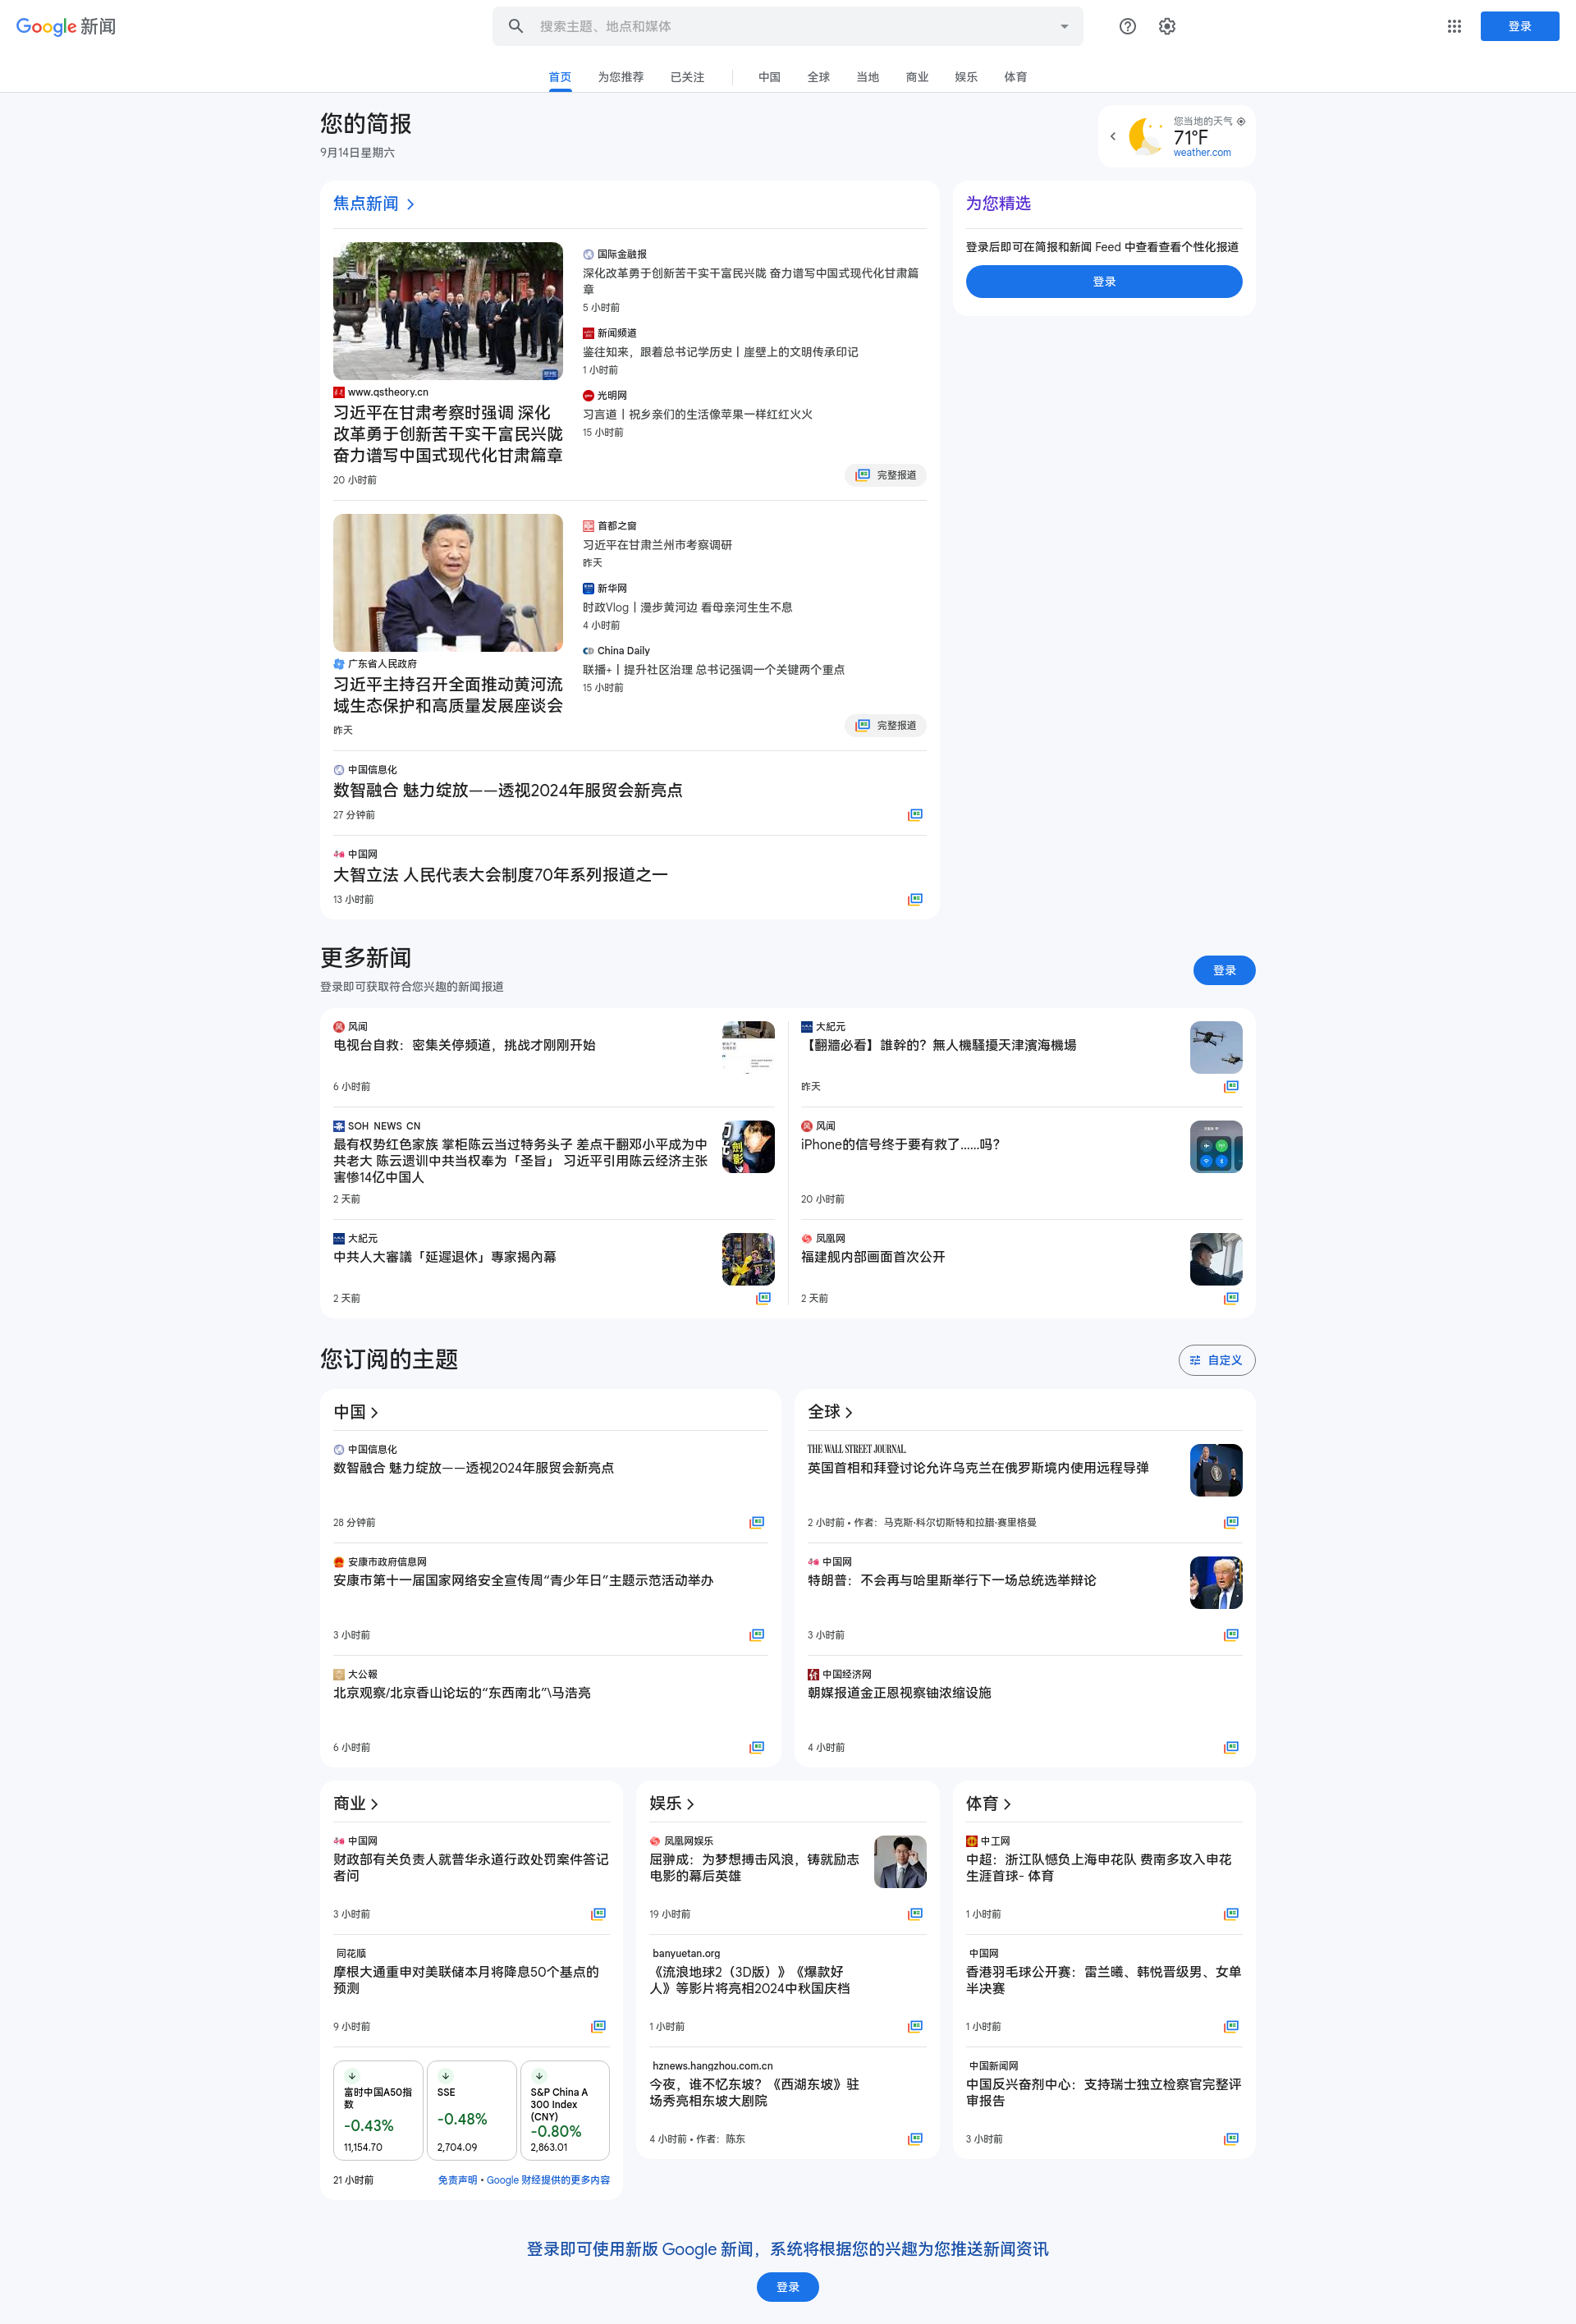 Google 新闻
搜索主题、地点和媒体
登录
首页
为您推荐
已关注
中国
全球
当地
商业
娱乐
体育
您的简报
9月14日星期六
您当地的天气
71°F
weather.com
焦点新闻
www.qstheory.cn
习近平在甘肃考察时强调 深化
改革勇于创新苦干实干富民兴陇
奋力谱写中国式现代化甘肃篇章
20 小时前
国际金融报
深化改革勇于创新苦干实干富民兴陇 奋力谱写中国式现代化甘肃篇
章
5 小时前
新闻频道
鉴往知来，跟着总书记学历史丨崖壁上的文明传承印记
1 小时前
光明网
习言道丨祝乡亲们的生活像苹果一样红红火火
15 小时前
完整报道
广东省人民政府
习近平主持召开全面推动黄河流
域生态保护和高质量发展座谈会
昨天
首都之窗
习近平在甘肃兰州市考察调研
昨天
新华网
时政Vlog丨漫步黄河边 看母亲河生生不息
4 小时前
China Daily
联播+丨提升社区治理 总书记强调一个关键两个重点
15 小时前
完整报道
中国信息化
数智融合 魅力绽放——透视2024年服贸会新亮点
27 分钟前
中国网
大智立法 人民代表大会制度70年系列报道之一
13 小时前
为您精选
登录后即可在简报和新闻 Feed 中查看查看个性化报道
登录
更多新闻
登录即可获取符合您兴趣的新闻报道
登录
风闻
电视台自救：密集关停频道，挑战才刚刚开始
6 小时前
SOH NEWS CN
最有权势红色家族 掌柜陈云当过特务头子 差点干翻邓小平成为中
共老大 陈云遗训中共当权奉为「圣旨」 习近平引用陈云经济主张
害惨14亿中国人
2 天前
大紀元
中共人大審議「延遲退休」專家揭內幕
2 天前
大紀元
【翻牆必看】誰幹的？無人機騷擾天津濱海機場
昨天
风闻
iPhone的信号终于要有救了……吗？
20 小时前
凤凰网
福建舰内部画面首次公开
2 天前
您订阅的主题
自定义
中国
中国信息化
数智融合 魅力绽放——透视2024年服贸会新亮点
28 分钟前
安康市政府信息网
安康市第十一届国家网络安全宣传周“青少年日”主题示范活动举办
3 小时前
大公報
北京观察/北京香山论坛的“东西南北”\马浩亮
6 小时前
全球
THE WALL STREET JOURNAL.
英国首相和拜登讨论允许乌克兰在俄罗斯境内使用远程导弹
2 小时前 • 作者：马克斯·科尔切斯特和拉腊·赛里格曼
中国网
特朗普：不会再与哈里斯举行下一场总统选举辩论
3 小时前
中国经济网
朝媒报道金正恩视察铀浓缩设施
4 小时前
商业
中国网
财政部有关负责人就普华永道行政处罚案件答记
者问
3 小时前
同花顺
摩根大通重申对美联储本月将降息50个基点的
预测
9 小时前
富时中国A50指
数
-0.43%
11,154.70
SSE
-0.48%
2,704.09
S&P China A
300 Index
(CNY)
-0.80%
2,863.01
21 小时前
免责声明 • Google 财经提供的更多内容
娱乐
凤凰网娱乐
屈翀成：为梦想搏击风浪，铸就励志
电影的幕后英雄
19 小时前
banyuetan.org
《流浪地球2（3D版）》《爆款好
人》等影片将亮相2024中秋国庆档
1 小时前
hznews.hangzhou.com.cn
今夜，谁不忆东坡？《西湖东坡》驻
场秀亮相东坡大剧院
4 小时前 • 作者：陈东
体育
中工网
中超：浙江队憾负上海申花队 费南多攻入申花
生涯首球- 体育
1 小时前
中国网
香港羽毛球公开赛：雷兰曦、韩悦晋级男、女单
半决赛
1 小时前
中国新闻网
中国反兴奋剂中心：支持瑞士独立检察官完整评
审报告
3 小时前
登录即可使用新版 Google 新闻，系统将根据您的兴趣为您推送新闻资讯
登录